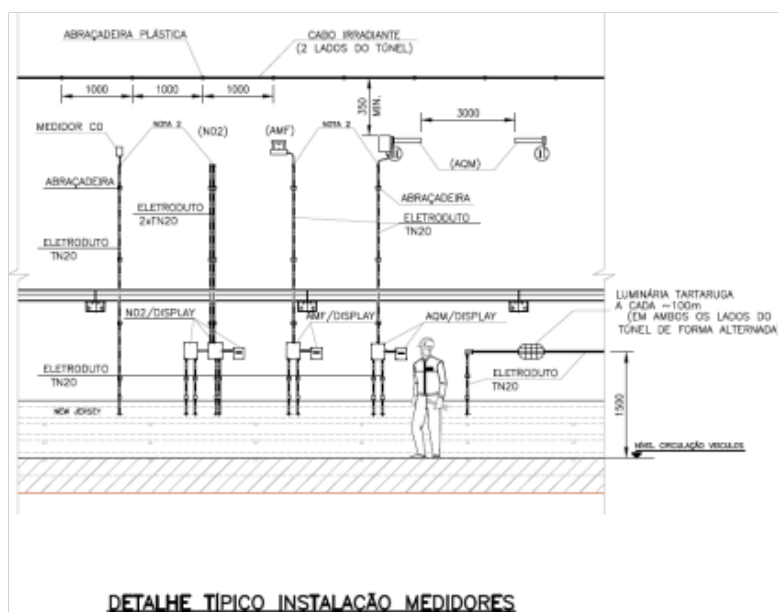 ABRAÇADEIRA PLÁSTICA
CABO IRRADIANTE
(2 LADOS DO TÚNEL)
1000
1000
1000
350
MIN.
3000
MEDIDOR CO
NOTA 2
(NO2)
(AMF)
NOTA 2
(AQM)
ABRAÇADEIRA
ABRAÇADEIRA
ELETRODUTO
2xTN20
ELETRODUTO
TN20
ELETRODUTO
TN20
LUMINÁRIA TARTARUGA
A CADA ~100m
(EM AMBOS OS LADOS DO
TÚNEL DE FORMA ALTERNADA)
NO2/DISPLAY
AMF/DISPLAY
AQM/DISPLAY
ELETRODUTO
TN20
ELETRODUTO
TN20
1500
NEW JERSEY
NÍVEL CIRCULAÇÃO VEICULOS
DETALHE TÍPICO INSTALAÇÃO MEDIDORES